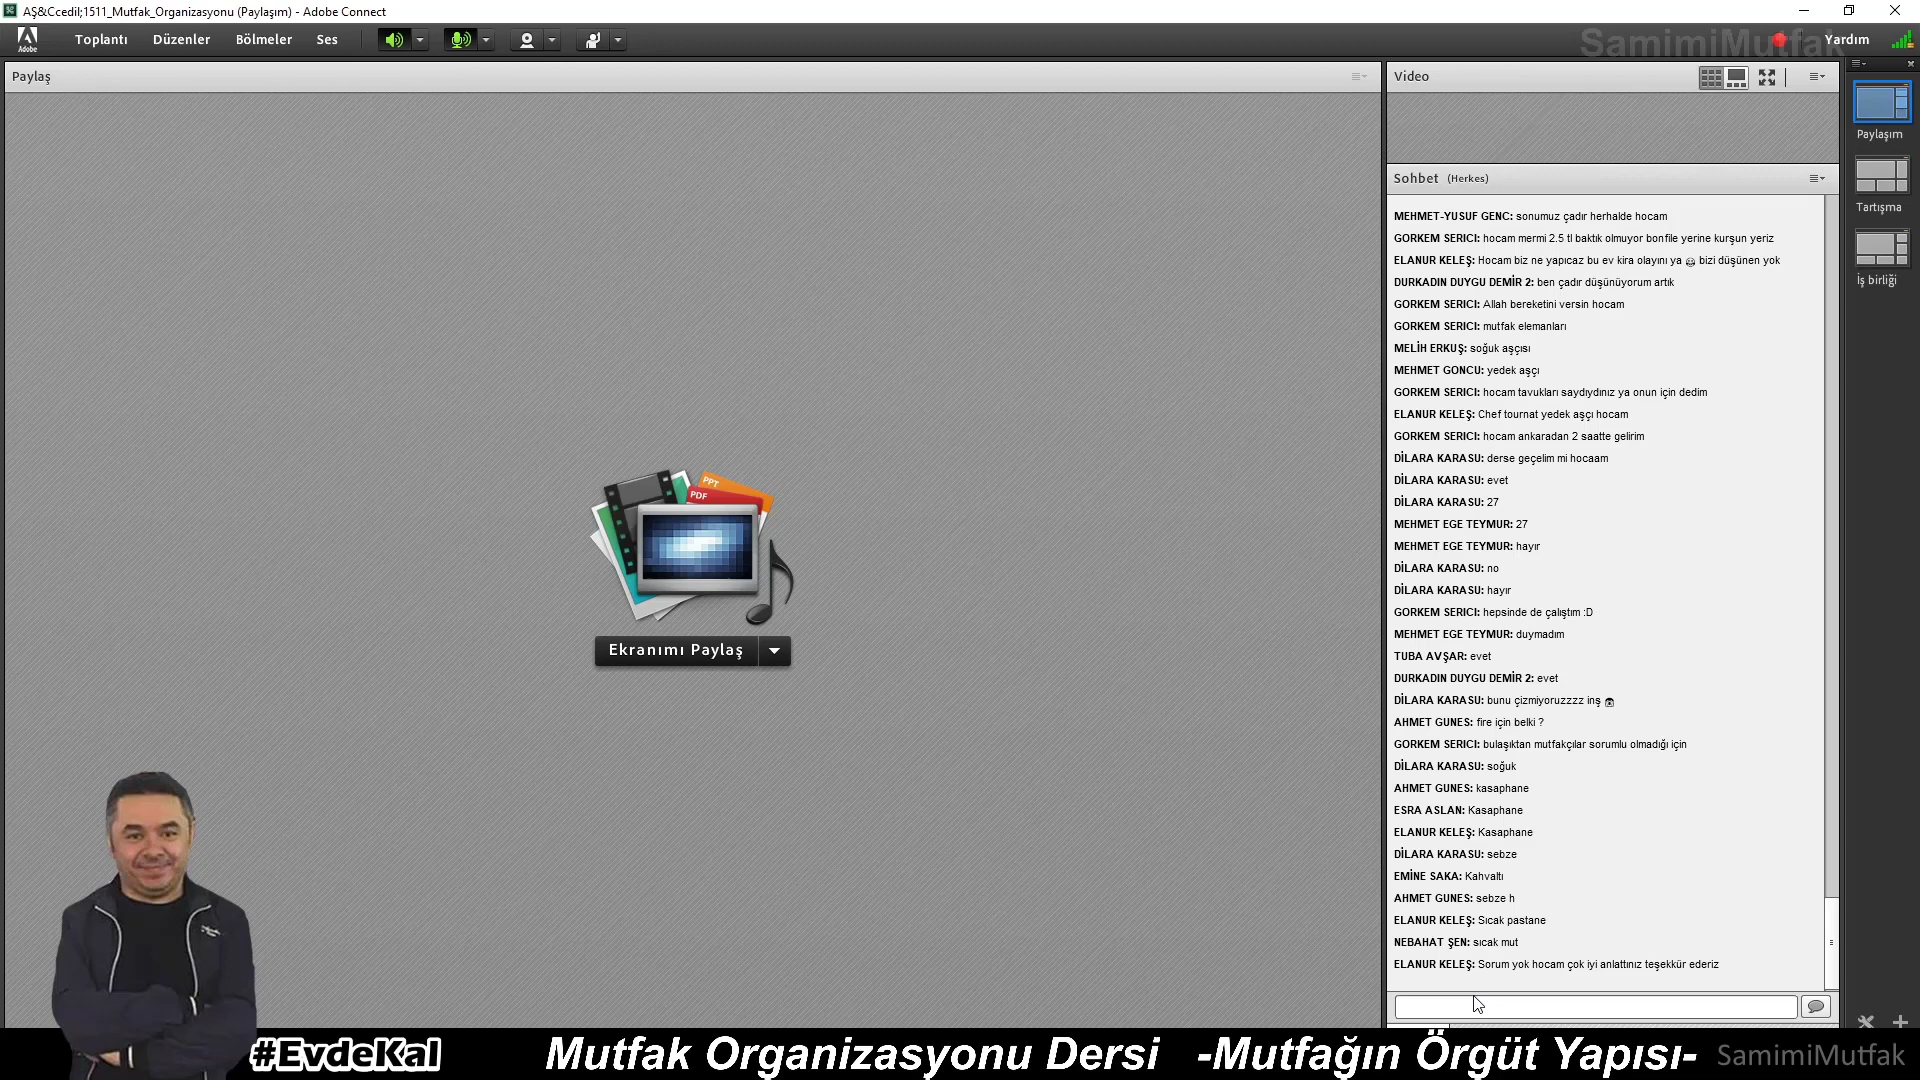 AŞ&Ccedil;1511_Mutfak_Organizasyonu (Paylaşım) - Adobe Connect
Adobe
Toplantı Düzenler Bölmeler Ses
SamimiMutfak
Yardım
Paylaş
Video
Paylaşım
Tartışma
İş birliği
Sohbet (Herkes)
MEHMET-YUSUF GENC: sonumuz çadır herhalde hocam
GORKEM SERICI: hocam mermi 2.5 tl baktık olmuyor bonfile yerine kurşun yeriz
ELANUR KELEŞ: Hocam biz ne yapıcaz bu ev kira olayını ya bizi düşünen yok
DURKADIN DUYGU DEMİR 2: ben çadır düşünüyorum artık
GORKEM SERICI: Allah bereketini versin hocam
GORKEM SERICI: mutfak elemanları
MELİH ERKUŞ: soğuk aşçısı
MEHMET GONCU: yedek aşçı
GORKEM SERICI: hocam tavukları saydıydınız ya onun için dedim
ELANUR KELEŞ: Chef tournat yedek aşçı hocam
GORKEM SERICI: hocam ankaradan 2 saatte gelirim
DİLARA KARASU: derse geçelim mi hocaam
DİLARA KARASU: evet
DİLARA KARASU: 27
MEHMET EGE TEYMUR: 27
MEHMET EGE TEYMUR: hayır
DİLARA KARASU: no
DİLARA KARASU: hayır
GORKEM SERICI: hepsinde de çalıştım :D
MEHMET EGE TEYMUR: duymadım
TUBA AVŞAR: evet
DURKADIN DUYGU DEMİR 2: evet
DİLARA KARASU: bunu çizmiyoruzzzz inş
AHMET GUNES: fire için belki ?
GORKEM SERICI: bulaşıktan mutfakçılar sorumlu olmadığı için
DİLARA KARASU: soğuk
AHMET GUNES: kasaphane
ESRA ASLAN: Kasaphane
ELANUR KELEŞ: Kasaphane
DİLARA KARASU: sebze
EMİNE SAKA: Kahvaltı
AHMET GUNES: sebze h
ELANUR KELEŞ: Sıcak pastane
NEBAHAT ŞEN: sıcak mut
ELANUR KELEŞ: Sorum yok hocam çok iyi anlattınız teşekkür ederiz
PPT
PDF
Ekranımı Paylaş
#EvdeKal
Mutfak Organizasyonu Dersi -Mutfağın Örgüt Yapısı-
SamimiMutfak